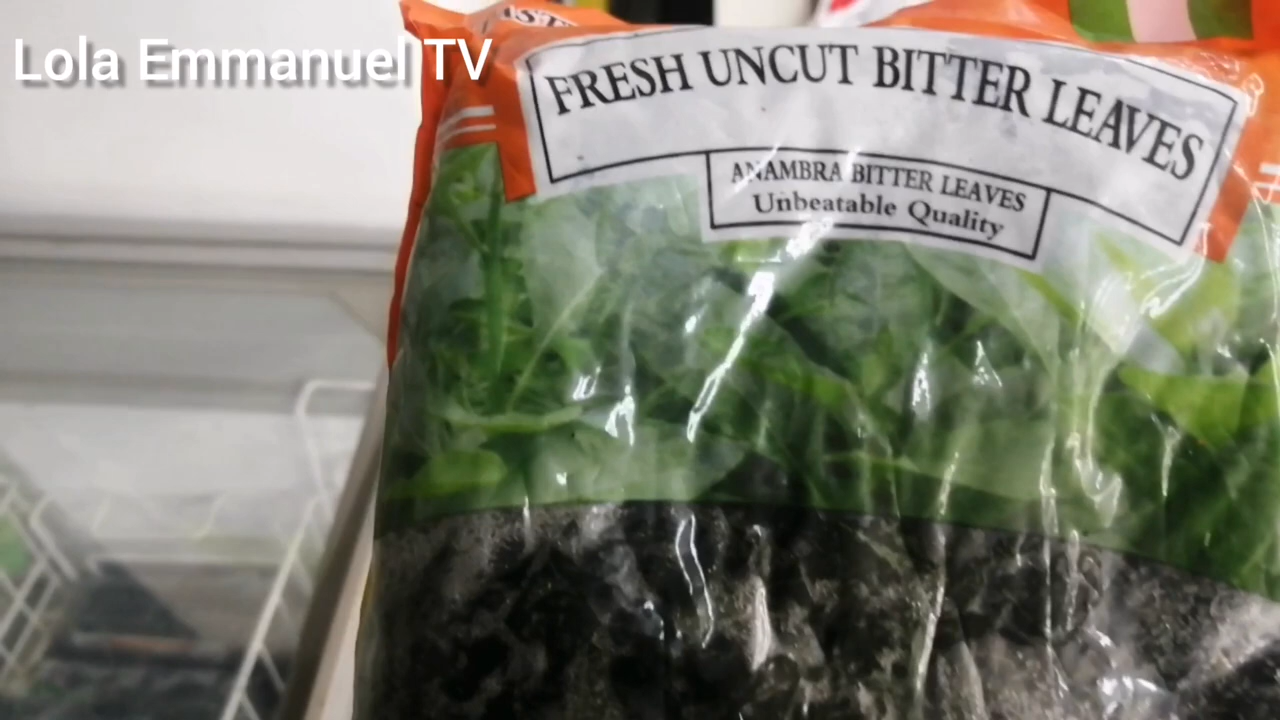 Lola Emmanuel TV
FRESH UNCUT BITTER LEAVES
ANAMBRA BITTER LEAVES
Unbeatable Quality